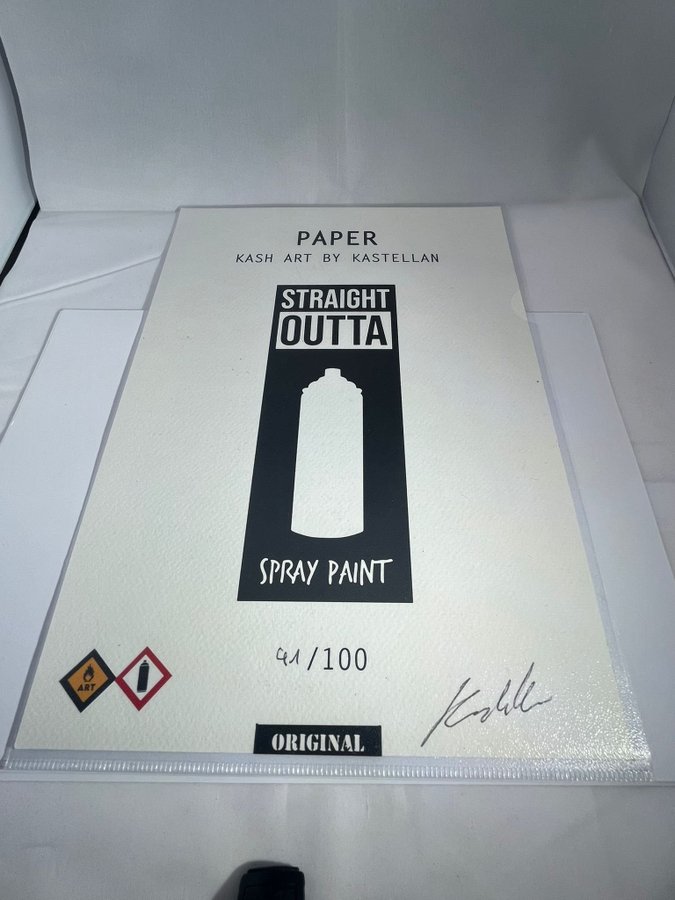 PAPER
KASH ART BY KASTELLAN
STRAIGHT
OUTTA
SPRAY PAINT
41/100
ART
ORIGINAL